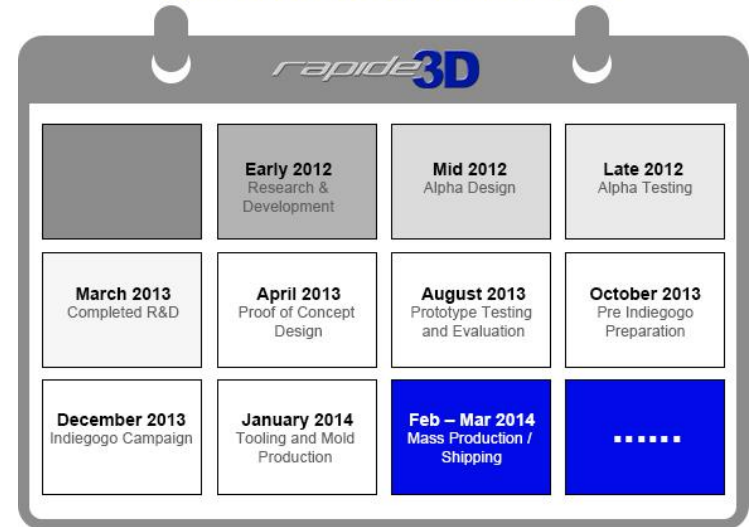 rapide3D
Early 2012
Research &
Development
Mid 2012
Alpha Design
Late 2012
Alpha Testing
March 2013
Completed R&D
April 2013
Proof of Concept
Design
August 2013
Prototype Testing
and Evaluation
October 2013
Pre Indiegogo
Preparation
December 2013
Indiegogo Campaign
January 2014
Tooling and Mold
Production
Feb – Mar 2014
Mass Production /
Shipping
......